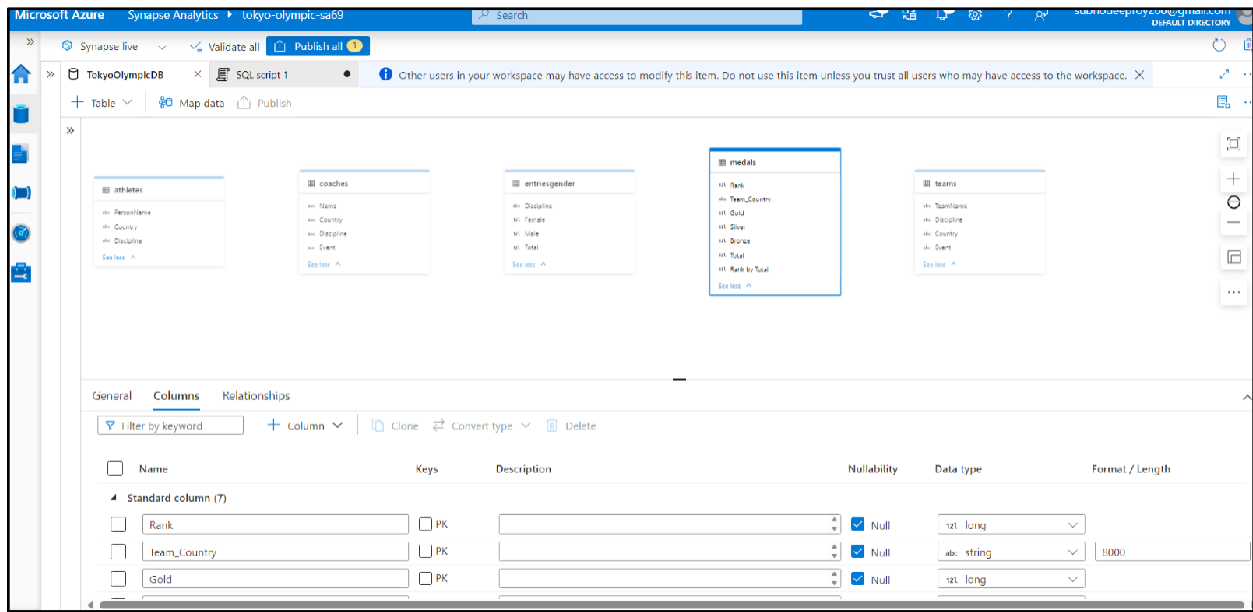 Microsoft Azure Synapse Analytics tokyo-olympic-sa69 Search
DEFAULT DIRECTORY
Synapse live Validate all Publish all 1
TokyoOlympicDB SQL script 1 Other users in your workspace may have access to modify this item. Do not use this item unless you trust all users who may have access to the workspace.
Table Map data Publish
athletes
PersonName
Country
Discipline
See less
coaches
Name
Country
Discipline
Event
See less
entriesgender
Discipline
Female
Male
Total
See less
medals
Rank
Team_Country
Gold
Silver
Bronze
Total
Rank by Total
See less
teams
TeamName
Discipline
Country
Event
See less
General Columns Relationships
Filter by keyword Column Clone Convert type Delete
Name Keys Description Nullability Data type Format / Length
Standard column (7)
Rank PK Null 123 long
Team_Country PK Null abc string 8000
Gold PK Null 123 long